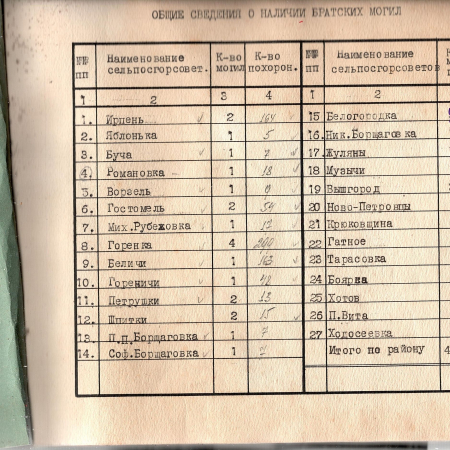 ОБЩИЕ СВЕДЕНИЯ О НАЛИЧИИ БРАТСКИХ МОГИЛ
№№ пп Наименование сельпосгорсовет. К-во могил К-во похорон.
1 2 3 4
1. Ирпень 2 164
2. Яблонька 1 5
3. Буча 1 7
4. Романовка 1 18
5. Ворзель 1
6. Гостомель 2 54
7. Мих.Рубежовка 1
8. Горенка 4 200
9. Беличи 1 163
10. Гореничи 1 42
11. Петрушки 2 13
12. Шпитки 2 15
13. П.п.Борщаговка 1 7
14. Соф.Борщаговка 1
№№ пп Наименование сельпосгорсоветов
1 2
15 Белогородка
16. Ник.Борщаговка
17. Жуляны
18 Музычи
19 Вышгород
20 Ново-Петровцы
21 Крюковщина
22 Гатное
23 Тарасовка
24 Боярка
25 Хотов
26 П.Вита
27 Ходосеевка
Итого по району 4